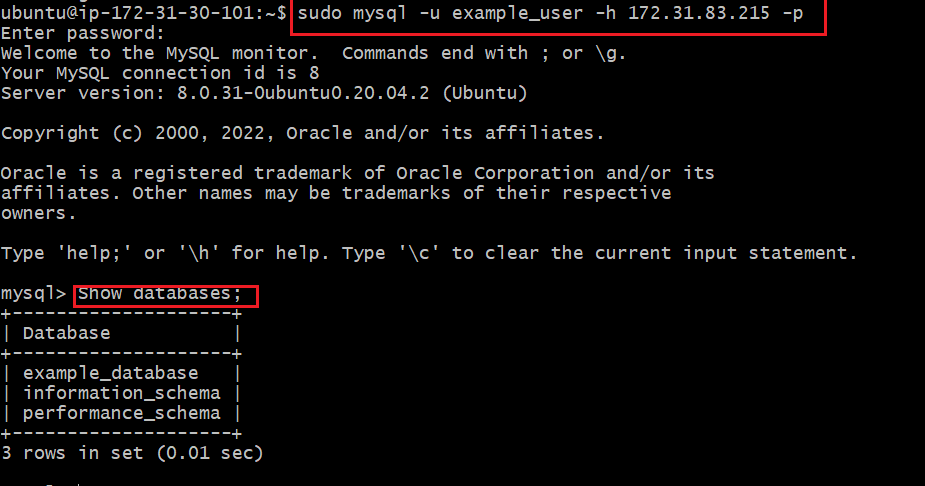 ubuntu@ip-172-31-30-101:~$ sudo mysql -u example_user -h 172.31.83.215 -p
Enter password:
Welcome to the MySQL monitor.  Commands end with ; or \g.
Your MySQL connection id is 8
Server version: 8.0.31-0ubuntu0.20.04.2 (Ubuntu)
Copyright (c) 2000, 2022, Oracle and/or its affiliates.
Oracle is a registered trademark of Oracle Corporation and/or its
affiliates. Other names may be trademarks of their respective
owners.
Type 'help;' or '\h' for help. Type '\c' to clear the current input statement.
mysql> Show databases;
+--------------------+
| Database           |
+--------------------+
| example_database   |
| information_schema |
| performance_schema |
+--------------------+
3 rows in set (0.01 sec)